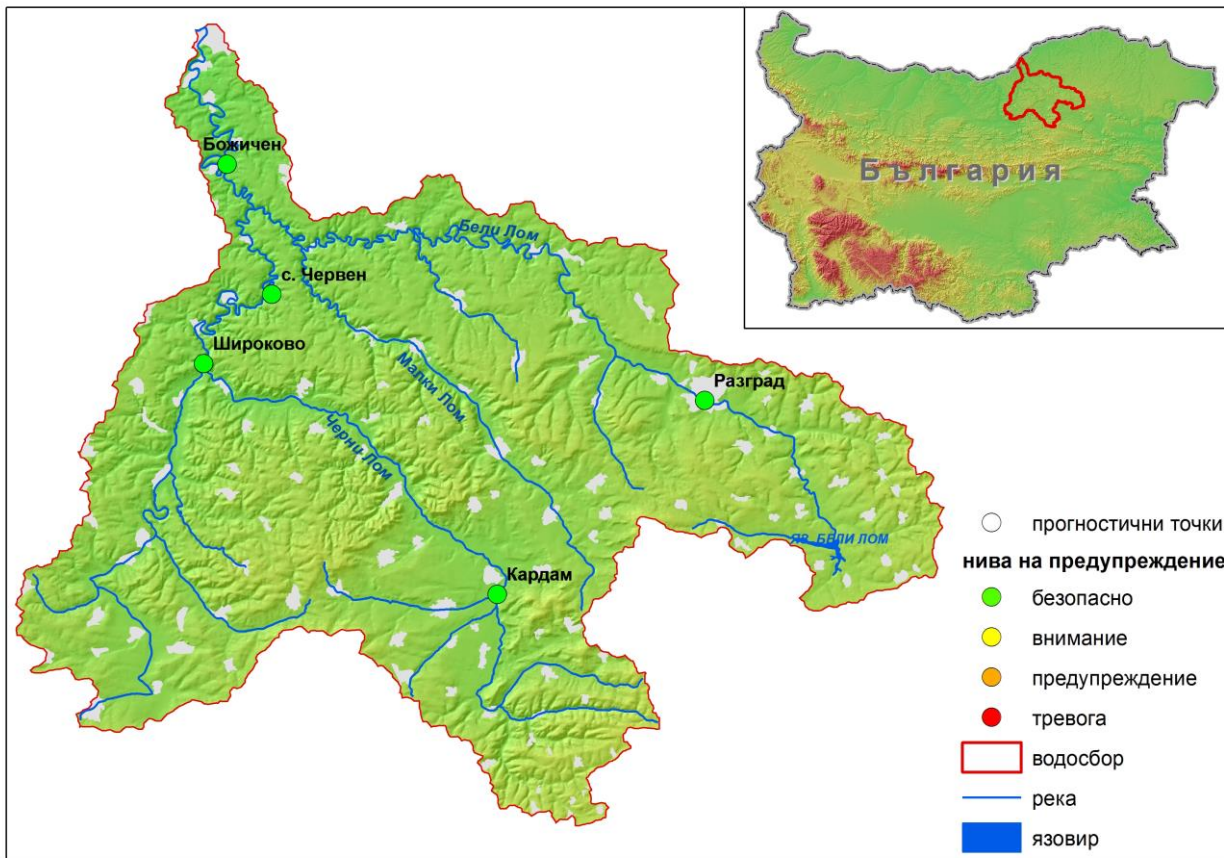 Божичен
България
Бели Лом
с. Червен
Широково
Малки Лом
Разград
Черни Лом
ЯЗ. БЕЛИ ЛОМ
Кардам
прогностични точки
нива на предупреждение
безопасно
внимание
предупреждение
тревога
водосбор
река
язовир